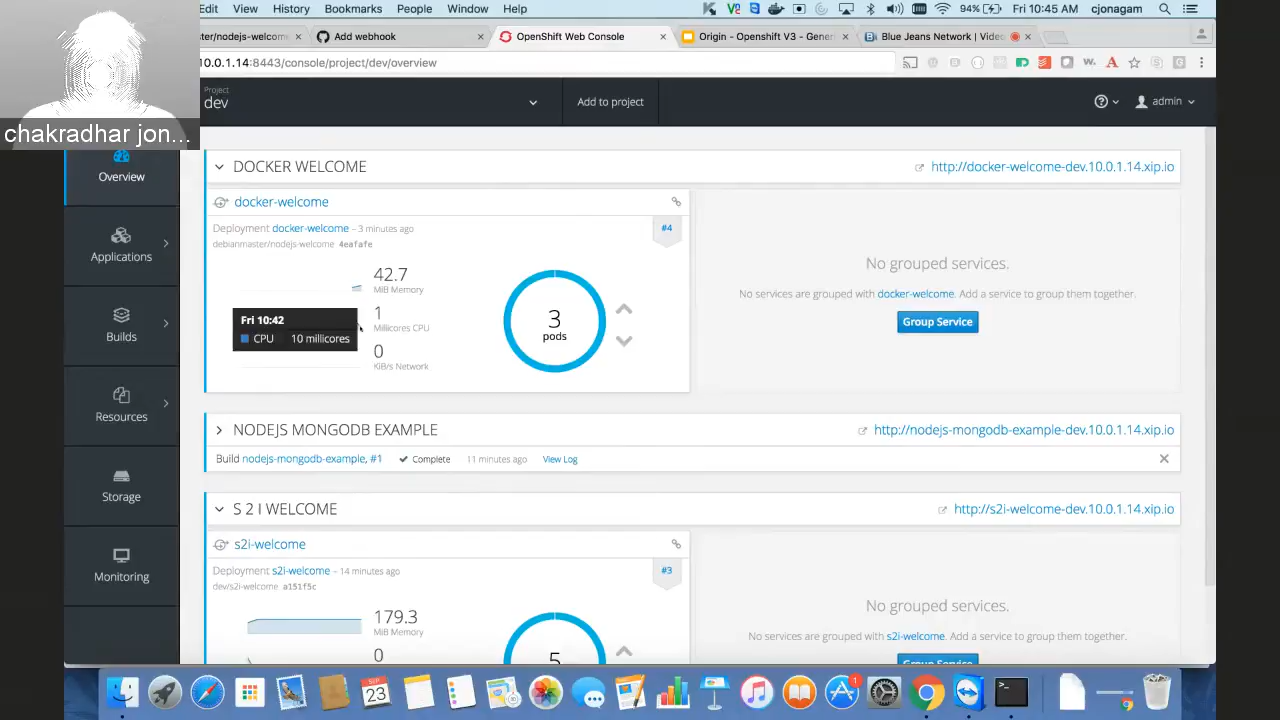 Edit View History Bookmarks People Window Help 94% Fri 10:45 AM cjonagam
ster/nodejs-welcome Add webhook OpenShift Web Console Origin - Openshift V3 - Gener Blue Jeans Network | Video
0.0.1.14:8443/console/project/dev/overview
Project
dev
Add to project
admin
chakradhar jon...
Overview
Applications
Builds
Resources
Storage
Monitoring
DOCKER WELCOME
http://docker-welcome-dev.10.0.1.14.xip.io
docker-welcome
Deployment docker-welcome – 3 minutes ago
#4
debianmaster/nodejs-welcome 4eafafe
42.7
MiB Memory
Fri 10:42
CPU 10 millicores
1
Millicores CPU
0
KiB/s Network
3
pods
No grouped services.
No services are grouped with docker-welcome. Add a service to group them together.
Group Service
NODEJS MONGODB EXAMPLE
http://nodejs-mongodb-example-dev.10.0.1.14.xip.io
Build nodejs-mongodb-example, #1 Complete 11 minutes ago View Log
S 2 I WELCOME
http://s2i-welcome-dev.10.0.1.14.xip.io
s2i-welcome
Deployment s2i-welcome – 14 minutes ago
#3
dev/s2i-welcome a151f5c
179.3
MiB Memory
0
5
No grouped services.
No services are grouped with s2i-welcome. Add a service to group them together.
Group Service
SEP
23
1